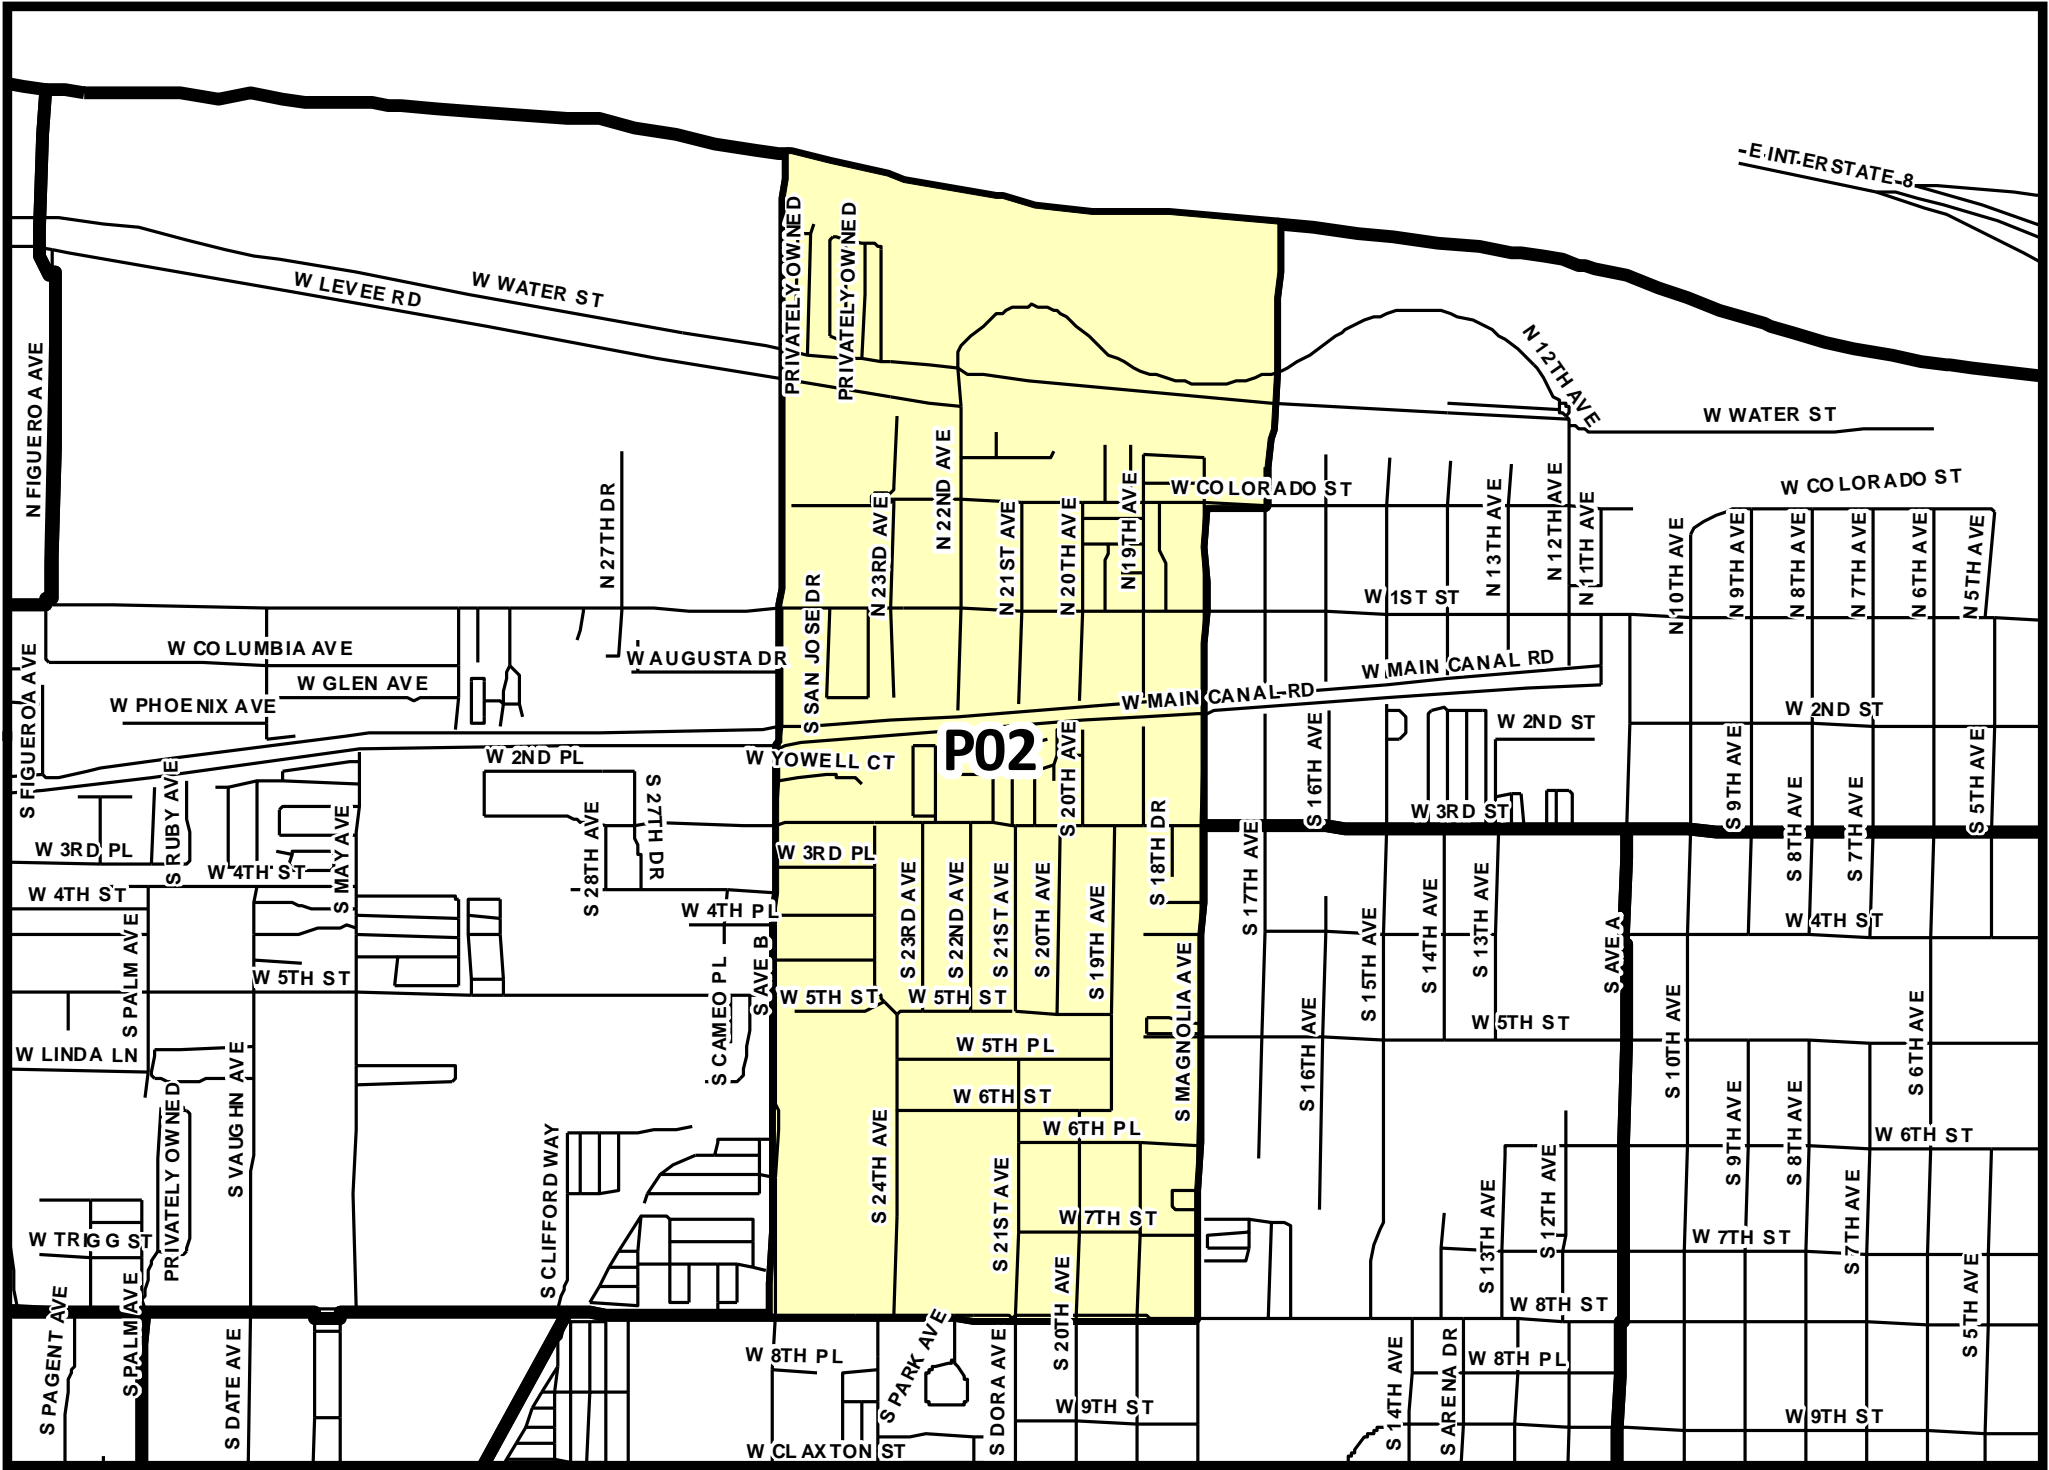 E INTERSTATE 8
PRIVATELY OWNED
PRIVATELY OWNED
W WATER ST
W LEVEE RD
N FIGUEROA AVE
N 12TH AVE
W WATER ST
N 27TH DR
N 22ND AVE
N 23RD AVE
N 21ST AVE
N 20TH AVE
N 19TH AVE
W COLORADO ST
N 13TH AVE
N 12TH AVE
N 11TH AVE
W COLORADO ST
N 10TH AVE
N 9TH AVE
N 8TH AVE
N 7TH AVE
N 6TH AVE
N 5TH AVE
W 1ST ST
S SAN JOSE DR
W COLUMBIA AVE
W AUGUSTA DR
W GLEN AVE
W PHOENIX AVE
S FIGUEROA AVE
W MAIN CANAL RD
W MAIN CANAL RD
W 2ND ST
W 2ND ST
P02
W YOWELL CT
W 2ND PL
S RUBY AVE
S 27TH DR
S 28TH AVE
S 20TH AVE
S 16TH AVE
S 9TH AVE
S 5TH AVE
S MAY AVE
W 3RD ST
S 8TH AVE
S 7TH AVE
W 3RD PL
W 3RD PL
W 4TH ST
W 4TH ST
S 18TH DR
S 17TH AVE
W 4TH PL
S 23RD AVE
S 22ND AVE
S 21ST AVE
S 20TH AVE
S 19TH AVE
S 15TH AVE
S 14TH AVE
S 13TH AVE
S AVE A
W 4TH ST
S PALM AVE
W 5TH ST
S CAMEO PL
S AVE B
W 5TH ST
W 5TH ST
S MAGNOLIA AVE
S 16TH AVE
W 5TH ST
S 10TH AVE
S 6TH AVE
W LINDA LN
S VAUGHN AVE
PRIVATELY OWNED
W 5TH PL
W 6TH ST
W 6TH PL
S 9TH AVE
S 8TH AVE
W 6TH ST
S CLIFFORD WAY
S 24TH AVE
S 21ST AVE
W 7TH ST
S 13TH AVE
S 12TH AVE
W 7TH ST
S 7TH AVE
W TRIGG ST
S PAGENT AVE
S PALM AVE
S DATE AVE
S 20TH AVE
W 8TH ST
S 5TH AVE
W 8TH PL
S PARK AVE
S DORA AVE
S 14TH AVE
S ARENA DR
W 8TH PL
W 9TH ST
W 9TH ST
W CLAXTON ST